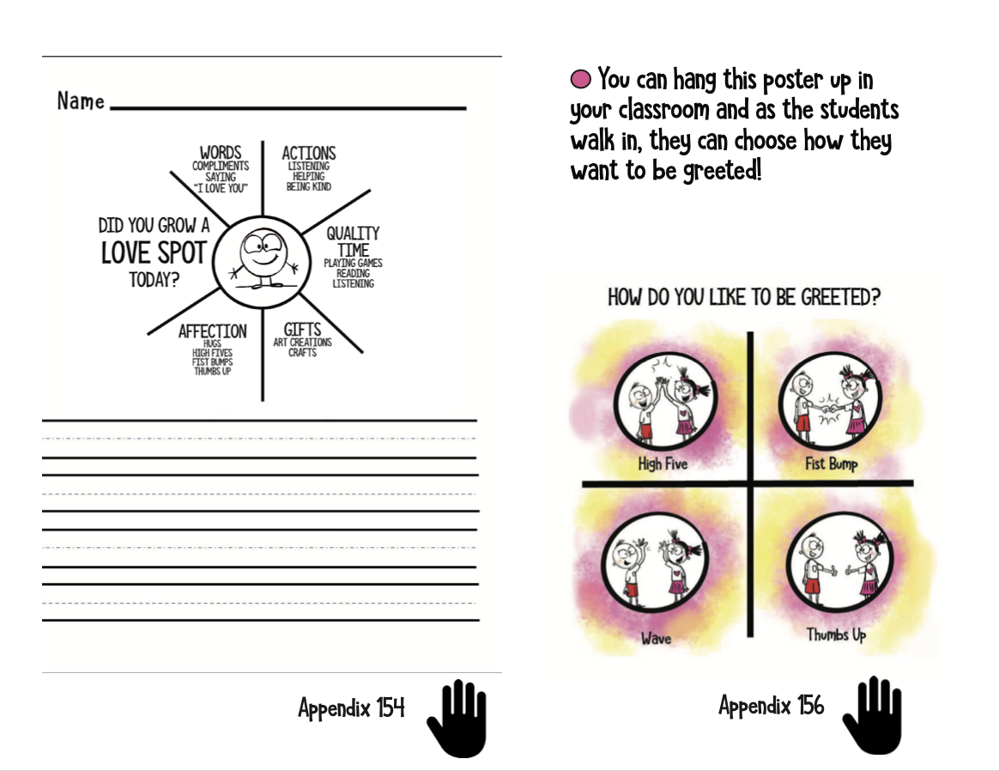 Name
WORDS
COMPLIMENTS
SAYING
"I LOVE YOU"
ACTIONS
LISTENING
HELPING
BEING KIND
DID YOU GROW A
LOVE SPOT
TODAY?
QUALITY
TIME
PLAYING GAMES
READING
LISTENING
AFFECTION
HUGS
HIGH FIVES
FIST BUMPS
THUMBS UP
GIFTS
ART CREATIONS
CRAFTS
Appendix 154
You can hang this poster up in
your classroom and as the students
walk in, they can choose how they
want to be greeted!
HOW DO YOU LIKE TO BE GREETED?
High Five
Fist Bump
Wave
Thumbs Up
Appendix 156